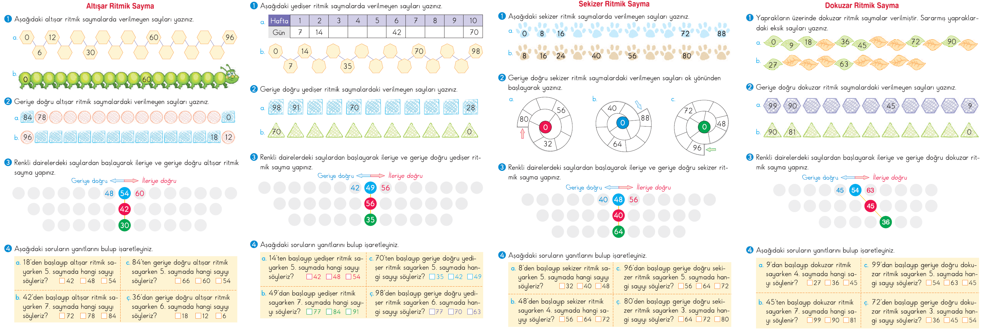 Altışar Ritmik Sayma
1 Aşağıdaki altışar ritmik saymalarda verilmeyen sayıları yazınız.
a. 0 12 60 96
6 30
b. 0 60
2 Geriye doğru altışar ritmik saymalardaki verilmeyen sayıları yazınız.
a. 84 78 0
b. 96 18 12
3 Renkli dairelerdeki sayılardan başlayarak ileriye ve geriye doğru altışar ritmik
sayma yapınız.
Geriye doğru İleriye doğru
48 54 60
42
30
4 Aşağıdaki soruların yanıtlarını bulup işaretleyiniz.
a. 18'den başlayıp altışar ritmik sa-
yarken 5. saymada hangi sayıyı
söyleriz? 42 48 54
c. 84'ten geriye doğru altışar ritmik
sayarken 5. saymada hangi sayıyı
söyleriz? 66 60 54
b. 42'den başlayıp altışar ritmik sa-
yarken 7. saymada hangi sayıyı
söyleriz? 72 78 84
ç. 36'dan geriye doğru altışar ritmik
sayarken 6. saymada hangi sayıyı
söyleriz? 18 12 6
1 Aşağıdaki yedişer ritmik saymalarda verilmeyen sayıları yazınız.
a. Hafta 1 2 3 4 5 6 7 8 9 10
Gün 7 14 42 70
b. 0 14 70 98
7 35
2 Geriye doğru yedişer ritmik saymalardaki verilmeyen sayıları yazınız.
a. 98 91 70 28
b. 70 0
3 Renkli dairelerdeki sayılardan başlayarak ileriye ve geriye doğru yedişer rit-
mik sayma yapınız.
Geriye doğru İleriye doğru
42 49 56
56
35
4 Aşağıdaki soruların yanıtlarını bulup işaretleyiniz.
a. 14'ten başlayıp yedişer ritmik sa-
yarken 5. saymada hangi sayıyı
söyleriz? 42 48 54
c. 70'ten başlayıp geriye doğru yedi-
şer ritmik sayarken 5. saymada han-
gi sayıyı söyleriz? 35 42 49
b. 49'dan başlayıp yedişer ritmik
sayarken 7. saymada hangi sayı-
yı söyleriz? 77 84 91
ç. 98'den başlayıp geriye doğru yedi-
şer ritmik sayarken 6. saymada han-
gi sayıyı söyleriz? 77 70 63
Sekizer Ritmik Sayma
1 Aşağıdaki sekizer ritmik saymalarda verilmeyen sayıları yazınız.
a. 0 8 16 72 88
b. 8 16 24 40 56 80
2 Geriye doğru sekizer ritmik saymalardaki verilmeyen sayıları ok yönünden
başlayarak yazınız.
a. 80 56 32 0
b. 88 40 64 0
c. 96 72 48 0
3 Renkli dairelerdeki sayılardan başlayarak ileriye ve geriye doğru sekizer rit-
mik sayma yapınız.
Geriye doğru İleriye doğru
40 48 56
40
64
4 Aşağıdaki soruların yanıtlarını bulup işaretleyiniz.
a. 8'den başlayıp sekizer ritmik sa-
yarken 5. saymada hangi sayıyı
söyleriz? 32 40 48
c. 96'dan başlayıp geriye doğru seki-
zer ritmik sayarken 5. saymada han-
gi sayıyı söyleriz? 56 64 72
b. 48'den başlayıp sekizer ritmik
sayarken 4. saymada hangi sa-
yıyı söyleriz? 56 64 72
ç. 80'den başlayıp geriye doğru seki-
zer ritmik sayarken 3. saymada han-
gi sayıyı söyleriz? 64 72 80
Dokuzar Ritmik Sayma
1 Yaprakların üzerinde dokuzar ritmik saymalar verilmiştir. Sararmış yapraklar-
daki eksik sayıları yazınız.
a. 0 9 18 36 45 72 90
b. 27 63
2 Geriye doğru dokuzar ritmik saymalardaki verilmeyen sayıları yazınız.
a. 99 90 45 9
b. 90 81 0
3 Renkli dairelerdeki sayılardan başlayarak ileriye ve geriye doğru dokuzar rit-
mik sayma yapınız.
Geriye doğru İleriye doğru
45 54 63
45
36
4 Aşağıdaki soruların yanıtlarını bulup işaretleyiniz.
a. 9'dan başlayıp dokuzar ritmik
sayarken 4. saymada hangi sa-
yı söylenir? 27 36 45
c. 99'dan başlayıp geriye doğru doku-
zar ritmik sayarken 5. saymada han-
gi sayıyı söyleriz? 54 63 45
b. 45'ten başlayıp dokuzar ritmik
sayarken 7. saymada hangi sa-
yı söylenir? 99 90 81
ç. 72'den başlayıp geriye doğru doku-
zar ritmik sayarken 3. saymada han-
gi sayıyı söyleriz? 36 45 54